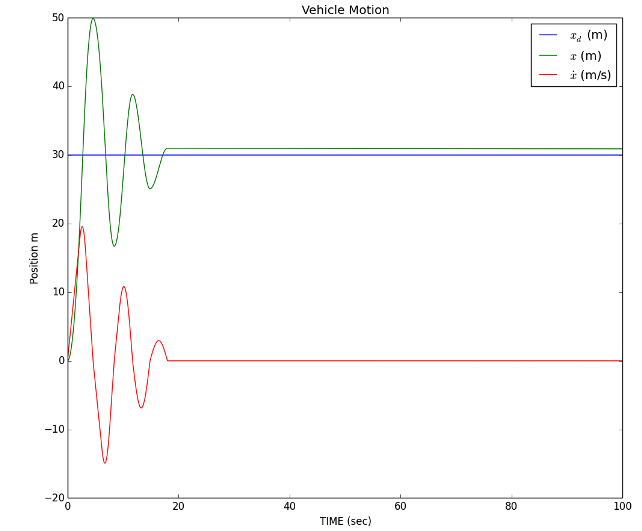 Vehicle Motion
x_d (m)
x (m)
ẋ (m/s)
50
40
30
20
10
0
−10
−20
Position m
0 20 40 60 80 100
TIME (sec)